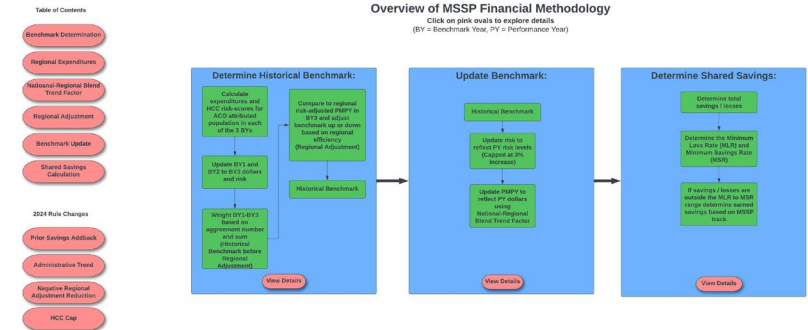 Table of Contents
Benchmark Determination
Regional Expenditures
Natioanal-Regional Blend
Trend Factor
Regional Adjustment
Benchmark Update
Shared Savings
Calculation
2024 Rule Changes
Prior Savings Addback
Administrative Trend
Negative Regional
Adjustment Reduction
HCC Cap
Overview of MSSP Financial Methodology
Click on pink ovals to explore details
(BY = Benchmark Year, PY = Performance Year)
Determine Historical Benchmark:
Calculate
expenditures and
HCC risk-scores for
ACO attributed
population in each
of the 3 BYs
Update BY1 and
BY2 to BY3 dollars
and risk
Weight BY1-BY3
based on
aggreement number
and sum
(Historical
Benchmark before
Regional
Adjustment)
Compare to regional
risk-adjusted PMPY in
BY3 and adjust
benchmark up or down
based on regional
efficiency
(Regional Adjustment)
Historical Benchmark
View Details
Update Benchmark:
Historical Benchmark
Update risk to
reflect PY risk levels
(Capped at 3%
increase)
Update PMPY to
reflect PY dollars
using
National-Regional
Blend Trend Factor
View Details
Determine Shared Savings:
Determine total
savings / losses
Determine the Minimum
Loss Rate (MLR) and
Minimum Savings Rate
(MSR)
If savings / losses are
outside the MLR to MSR
range determine earned
savings based on MSSP
track
View Details